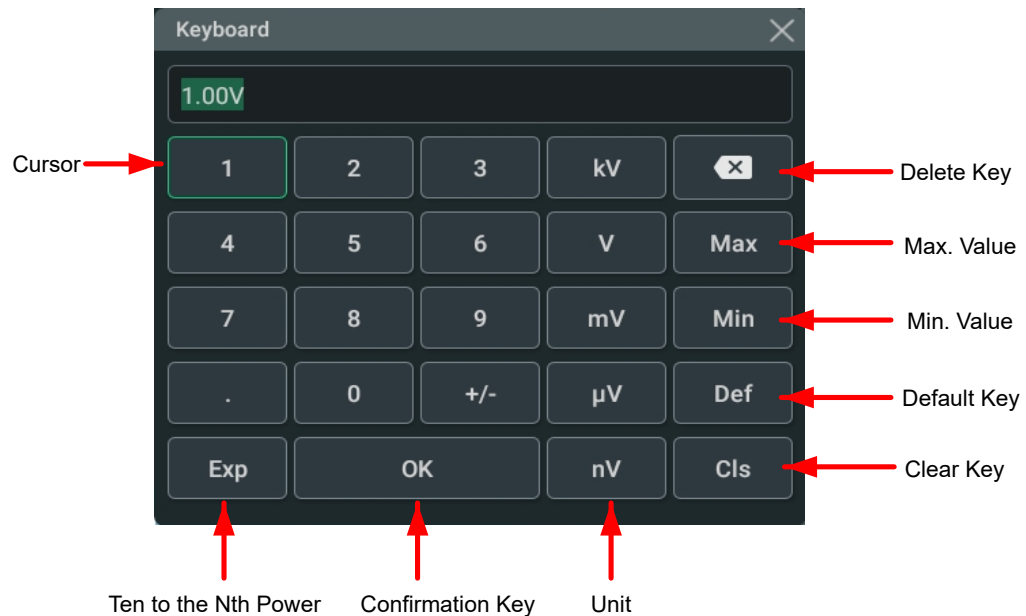 Keyboard
1.00V
Cursor
1 2 3 kV
Delete Key
4 5 6 V Max
Max. Value
7 8 9 mV Min
Min. Value
. 0 +/- µV Def
Default Key
Exp OK nV Cls
Clear Key
Ten to the Nth Power Confirmation Key Unit